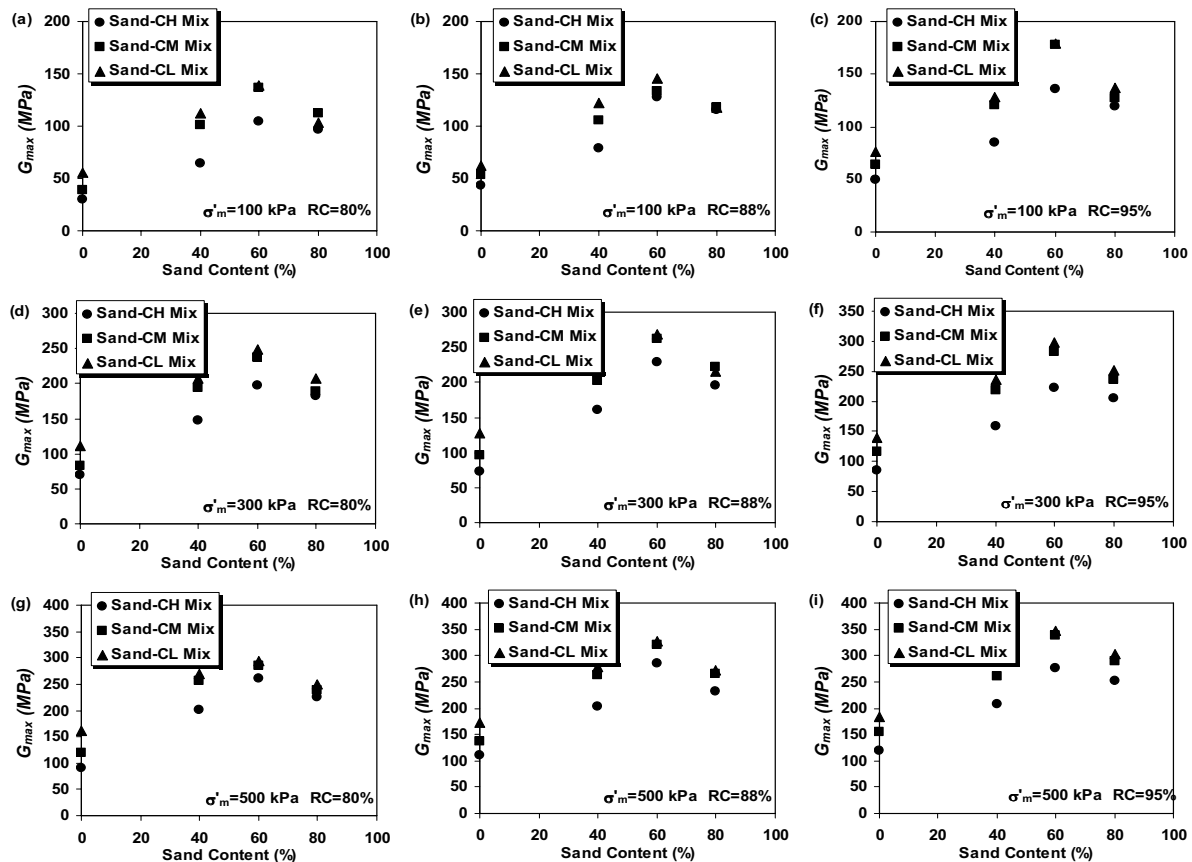 (a)
Sand-CH Mix
Sand-CM Mix
Sand-CL Mix
200
150
100
50
0
G_max (MPa)
σ'_m=100 kPa RC=80%
0 20 40 60 80 100
Sand Content (%)
(b)
Sand-CH Mix
Sand-CM Mix
Sand-CL Mix
200
150
100
50
0
G_max (MPa)
σ'_m=100 kPa RC=88%
0 20 40 60 80 100
Sand Content (%)
(c)
Sand-CH Mix
Sand-CM Mix
Sand-CL Mix
200
150
100
50
0
G_max (MPa)
σ'_m=100 kPa RC=95%
0 20 40 60 80 100
Sand Content (%)
(d)
Sand-CH Mix
Sand-CM Mix
Sand-CL Mix
300
250
200
150
100
50
0
G_max (MPa)
σ'_m=300 kPa RC=80%
0 20 40 60 80 100
Sand Content (%)
(e)
Sand-CH Mix
Sand-CM Mix
Sand-CL Mix
300
250
200
150
100
50
0
G_max (MPa)
σ'_m=300 kPa RC=88%
0 20 40 60 80 100
Sand Content (%)
(f)
Sand-CH Mix
Sand-CM Mix
Sand-CL Mix
350
300
250
200
150
100
50
0
G_max (MPa)
σ'_m=300 kPa RC=95%
0 20 40 60 80 100
Sand Content (%)
(g)
Sand-CH Mix
Sand-CM Mix
Sand-CL Mix
400
350
300
250
200
150
100
50
0
G_max (MPa)
σ'_m=500 kPa RC=80%
0 20 40 60 80 100
Sand Content (%)
(h)
Sand-CH Mix
Sand-CM Mix
Sand-CL Mix
400
350
300
250
200
150
100
50
0
G_max (MPa)
σ'_m=500 kPa RC=88%
0 20 40 60 80 100
Sand Content (%)
(i)
Sand-CH Mix
Sand-CM Mix
Sand-CL Mix
400
350
300
250
200
150
100
50
0
G_max (MPa)
σ'_m=500 kPa RC=95%
0 20 40 60 80 100
Sand Content (%)